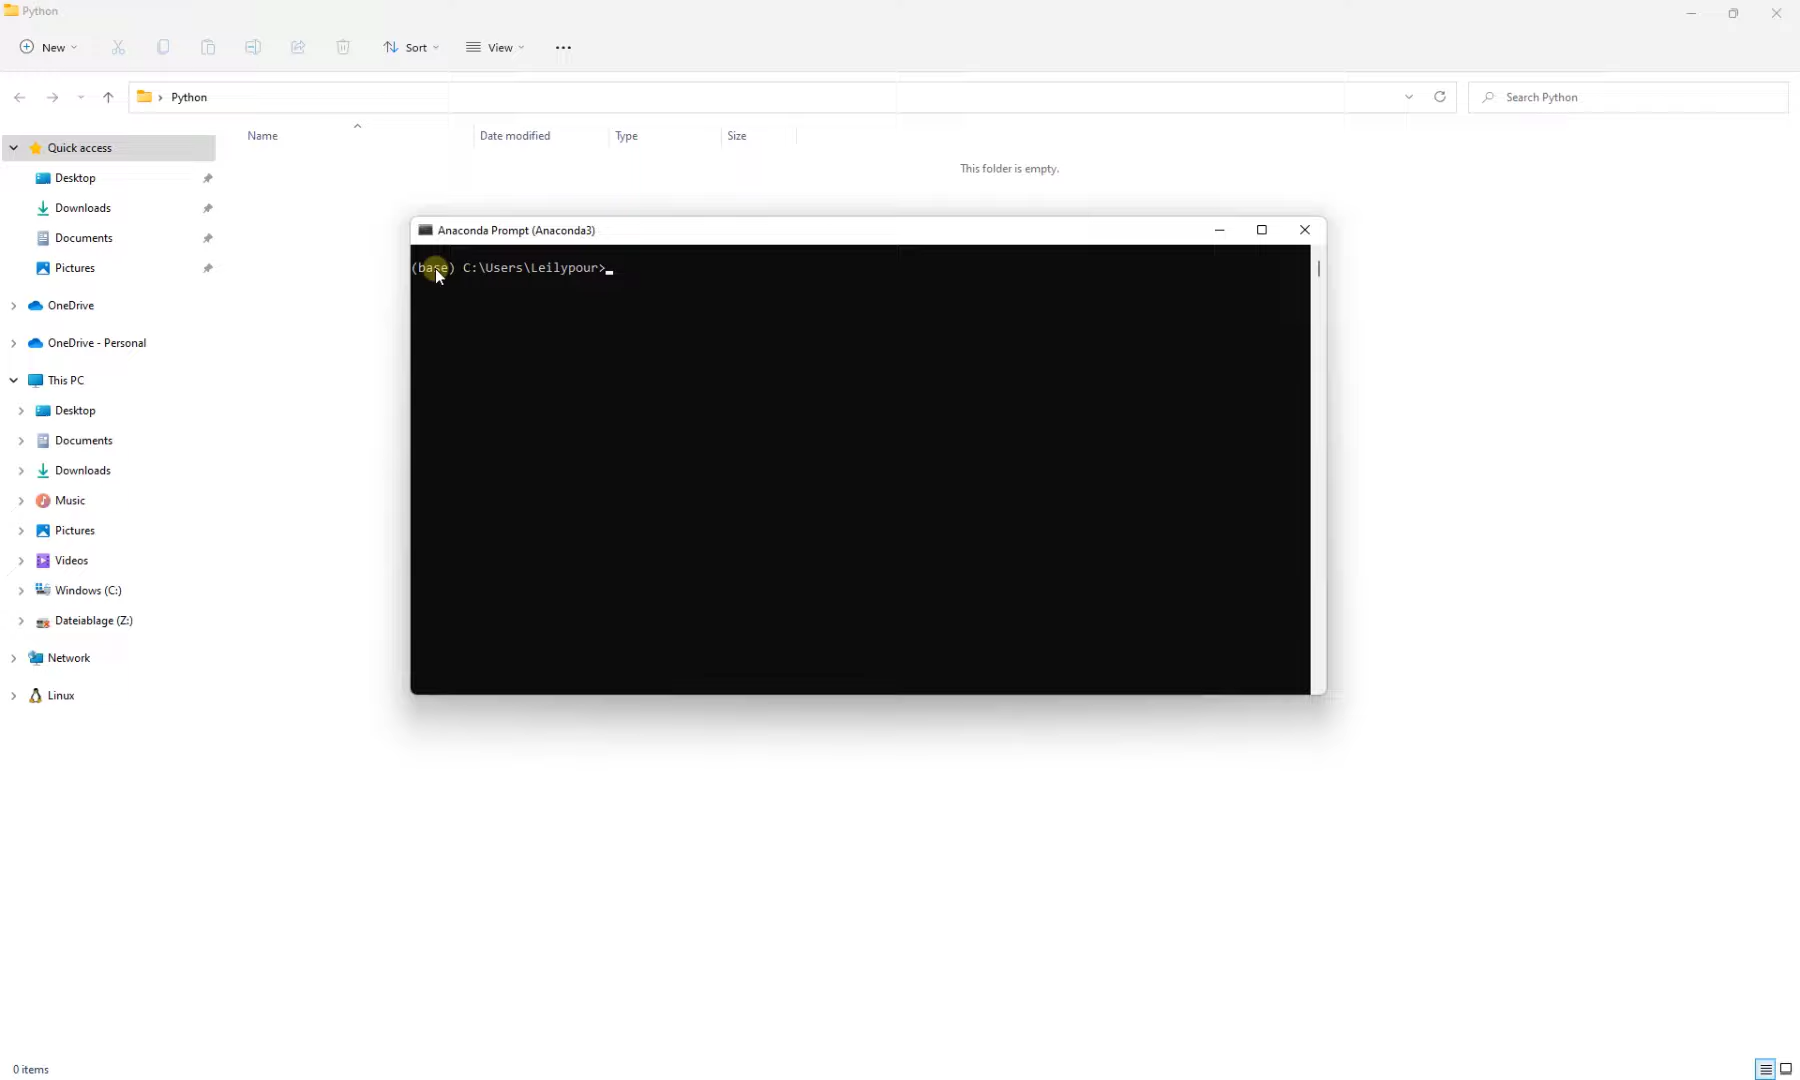 Python
New
Sort
View
Python
Search Python
Name
Date modified
Type
Size
Quick access
This folder is empty.
Desktop
Downloads
Documents
Pictures
OneDrive
OneDrive - Personal
This PC
Desktop
Documents
Downloads
Music
Pictures
Videos
Windows (C:)
Dateiablage (Z:)
Network
Linux
Anaconda Prompt (Anaconda3)
(base) C:\Users\Leilypour>
0 items